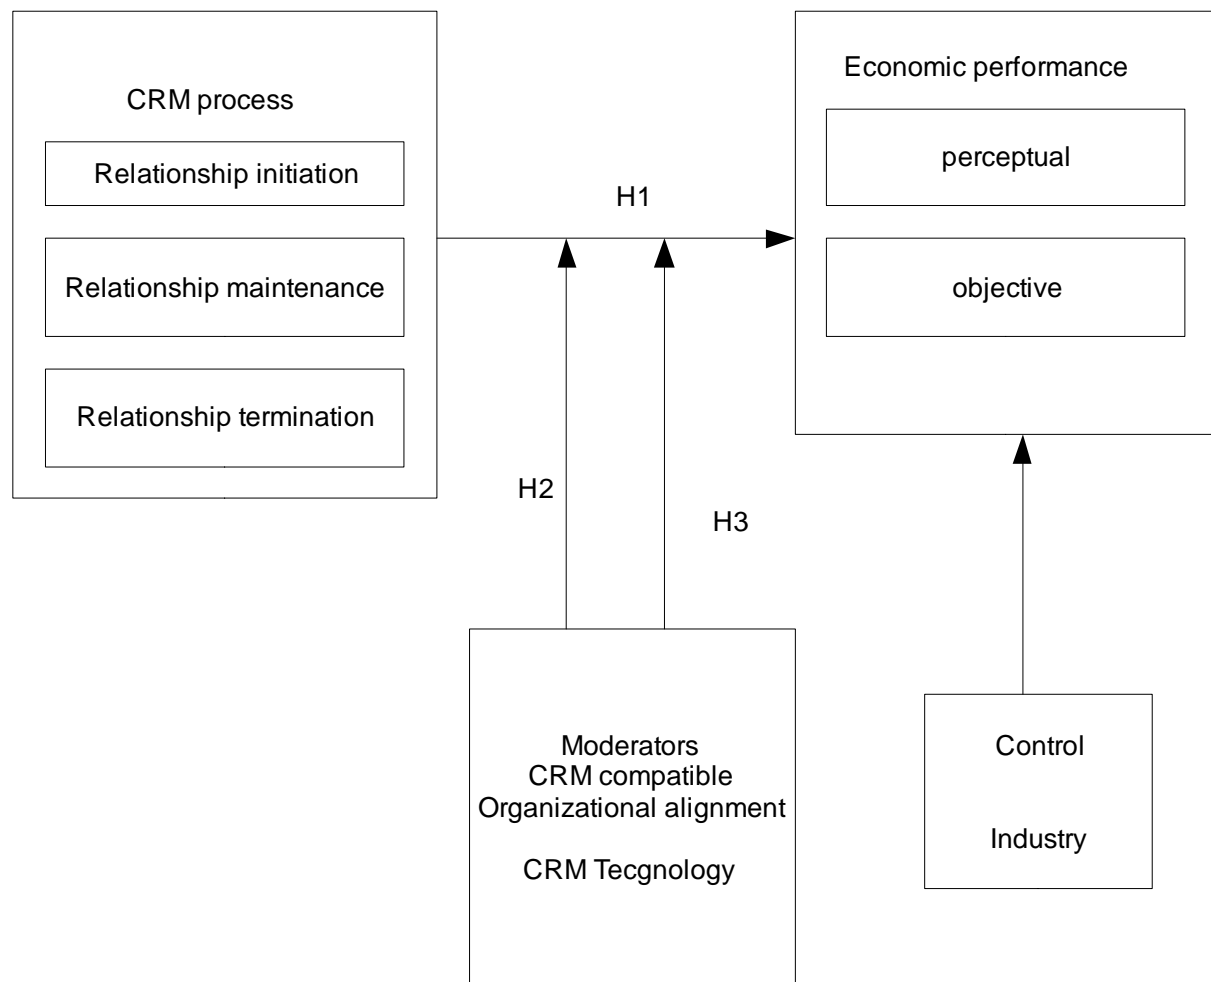 CRM process
Relationship initiation
Relationship maintenance
Relationship termination
H1
H2
H3
Economic performance
perceptual
objective
Moderators
CRM compatible
Organizational alignment
CRM Tecgnology
Control
Industry